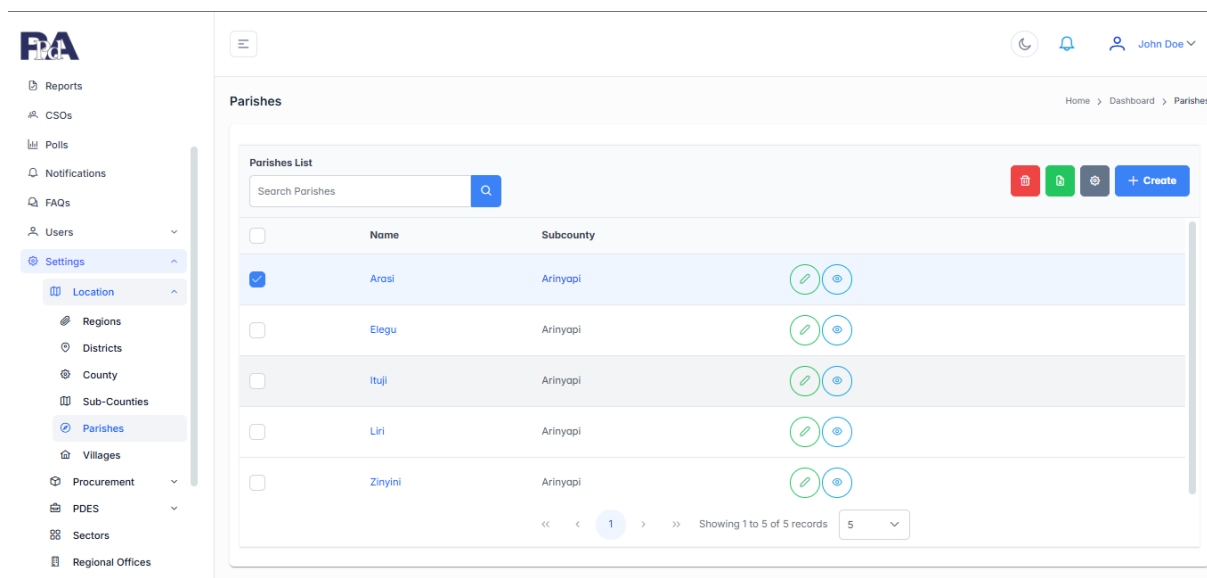 PPdA
John Doe
Reports
CSOs
Polls
Notifications
FAQs
Users
Settings
Location
Regions
Districts
County
Sub-Counties
Parishes
Villages
Procurement
PDES
Sectors
Regional Offices
Parishes
Home > Dashboard > Parishes
Parishes List
Search Parishes
+ Create
Name Subcounty
Arasi Arinyapi
Elegu Arinyapi
Ituji Arinyapi
Liri Arinyapi
Zinyini Arinyapi
<< < 1 > >> Showing 1 to 5 of 5 records 5